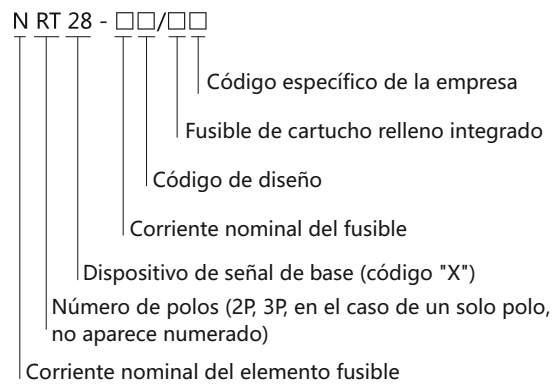 N RT 28 - □□/□□
Código específico de la empresa
Fusible de cartucho relleno integrado
Código de diseño
Corriente nominal del fusible
Dispositivo de señal de base (código "X")
Número de polos (2P, 3P, en el caso de un solo polo,
no aparece numerado)
Corriente nominal del elemento fusible